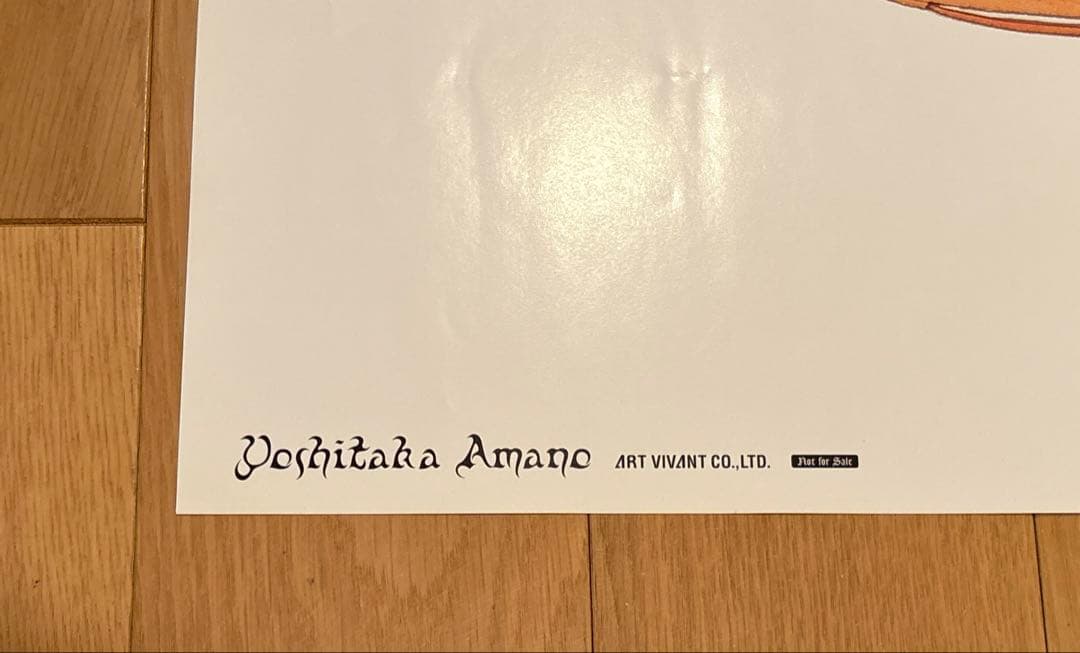 Yoshitaka Amano ART VIVANT CO.,LTD. Not for Sale